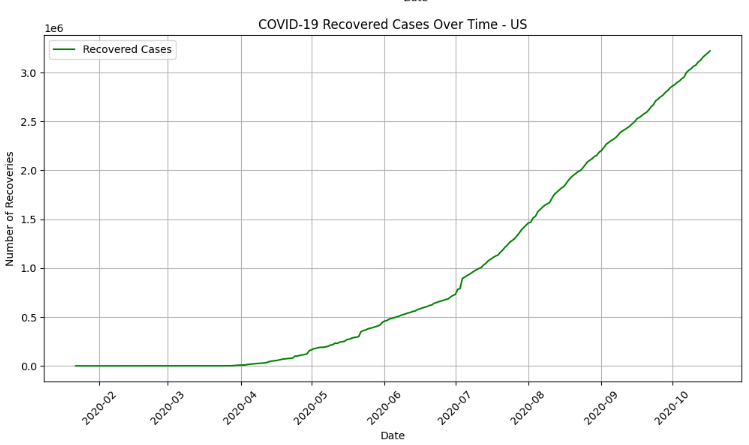 Date
COVID-19 Recovered Cases Over Time - US
1e6
Recovered Cases
3.0
2.5
2.0
1.5
1.0
0.5
0.0
Number of Recoveries
2020-02
2020-03
2020-04
2020-05
2020-06
2020-07
2020-08
2020-09
2020-10
Date